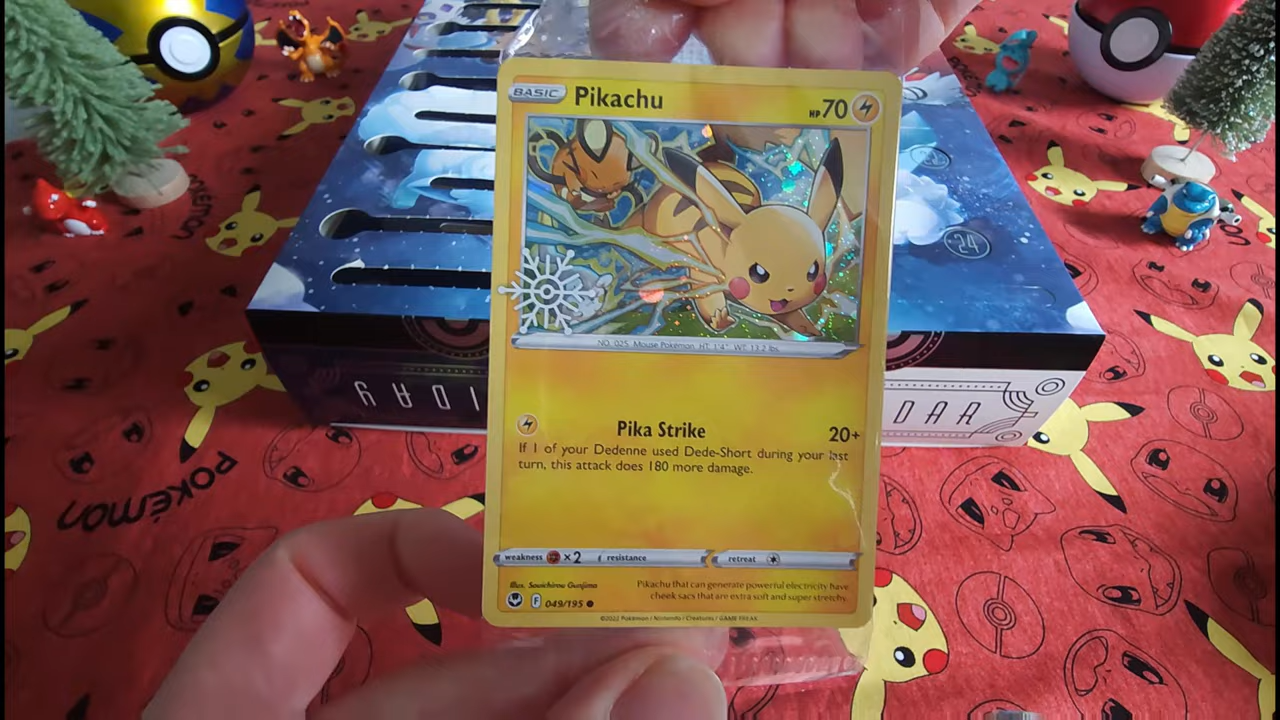 BASIC Pikachu HP 70
NO. 025 Mouse Pokémon HT: 1'4" WT: 13.2 lbs.
Pika Strike 20+
If 1 of your Dedenne used Dede-Short during your last
turn, this attack does 180 more damage.
weakness ×2 resistance retreat
Illus. Souichirou Gunjima
Pikachu that can generate powerful electricity have
cheek sacs that are extra soft and super stretchy.
F 049/195
©2022 Pokémon / Nintendo / Creatures / GAME FREAK
24
DAR
POKÉMON